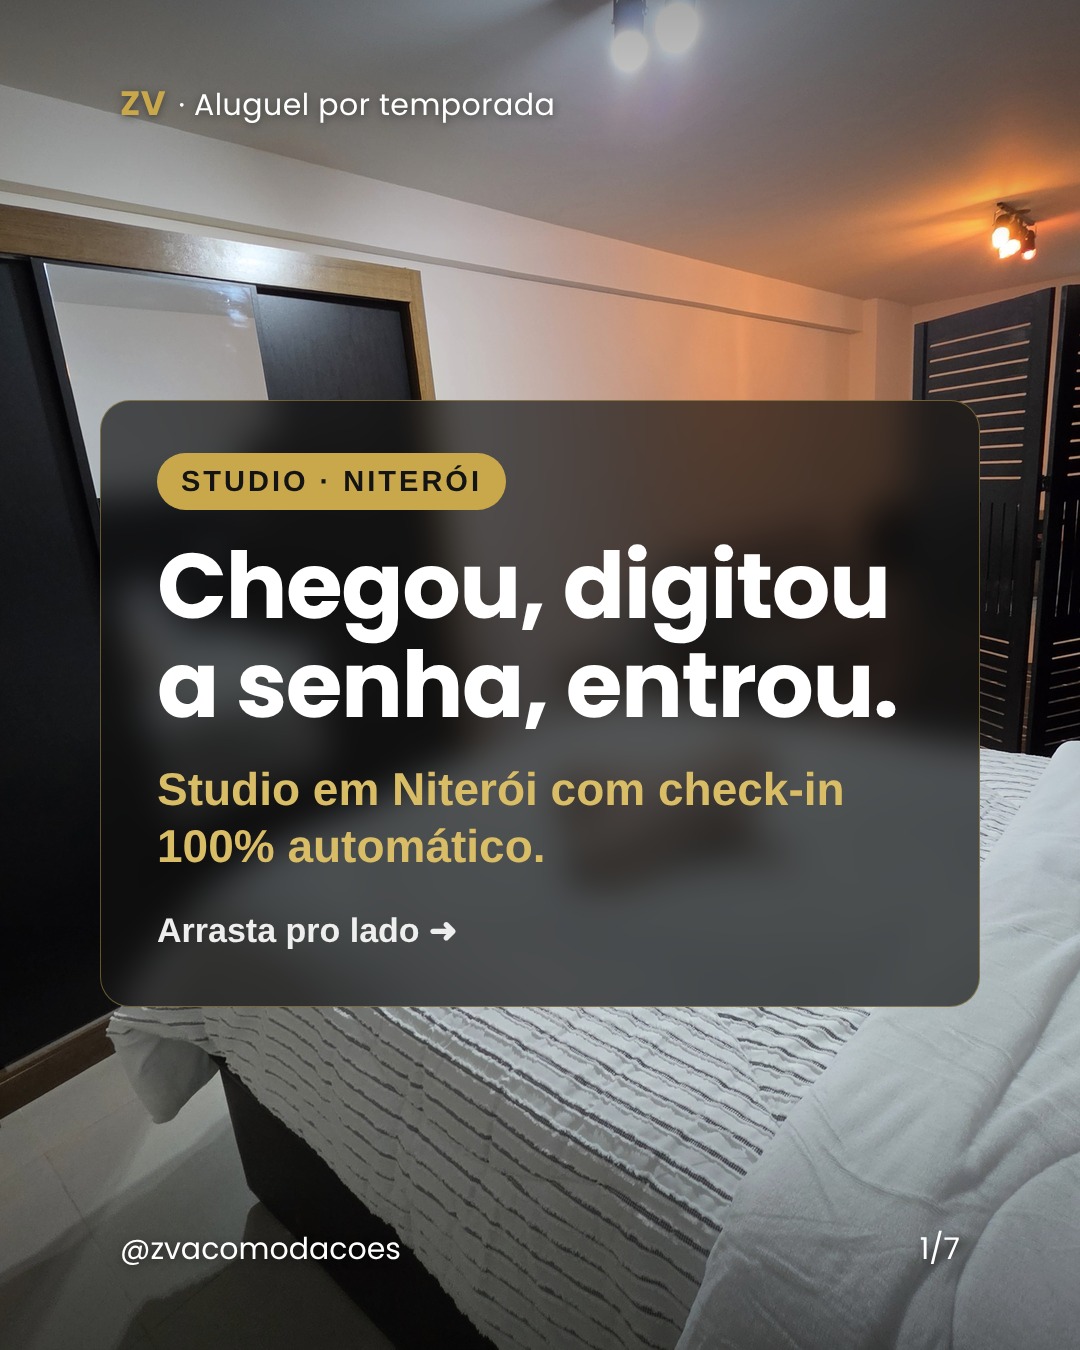 ZV · Aluguel por temporada
STUDIO · NITERÓI
Chegou, digitou
a senha, entrou.
Studio em Niterói com check-in
100% automático.
Arrasta pro lado ➜
@zvacomodacoes
1/7